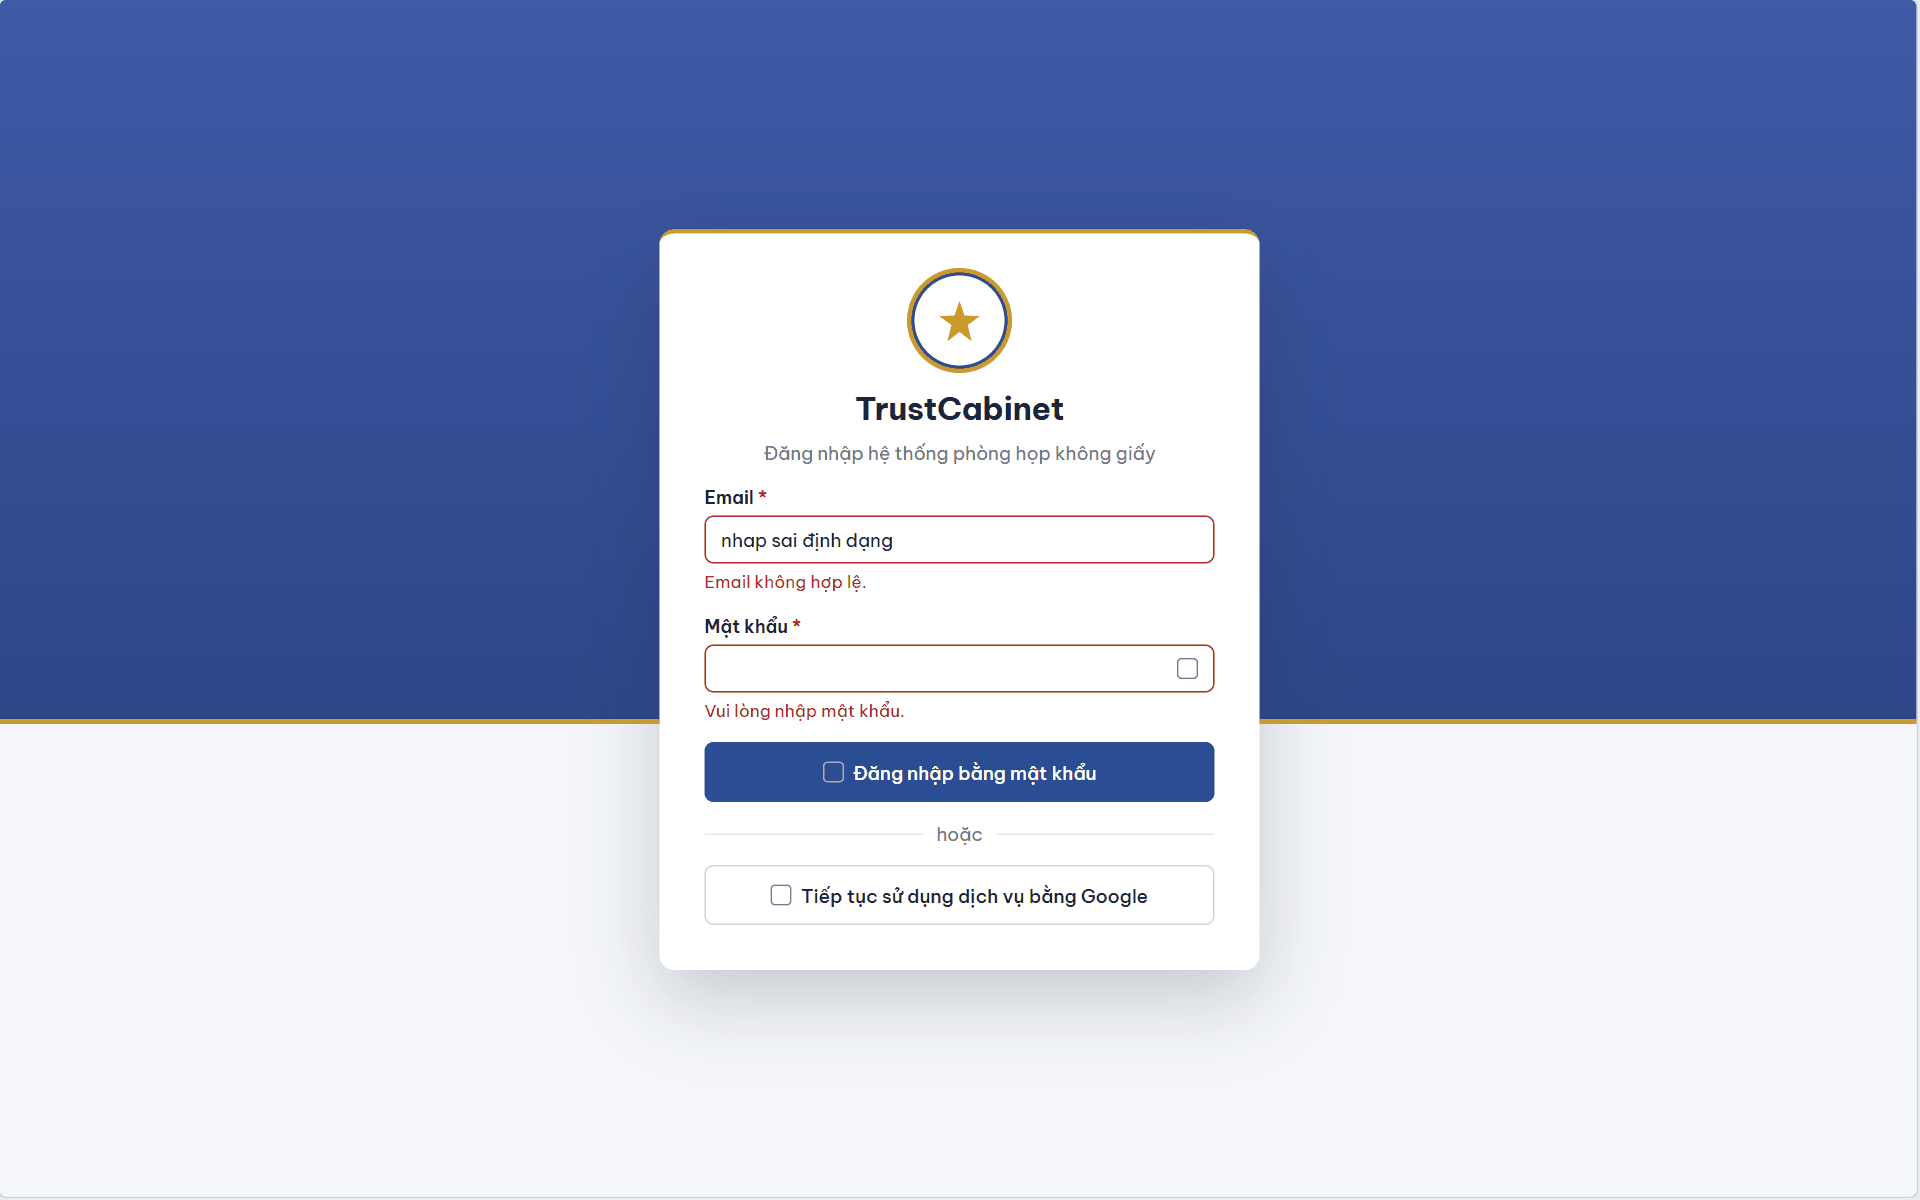 TrustCabinet
Đăng nhập hệ thống phòng họp không giấy
Email *
nhap sai định dạng
Email không hợp lệ.
Mật khẩu *
Vui lòng nhập mật khẩu.
Đăng nhập bằng mật khẩu
hoặc
Tiếp tục sử dụng dịch vụ bằng Google